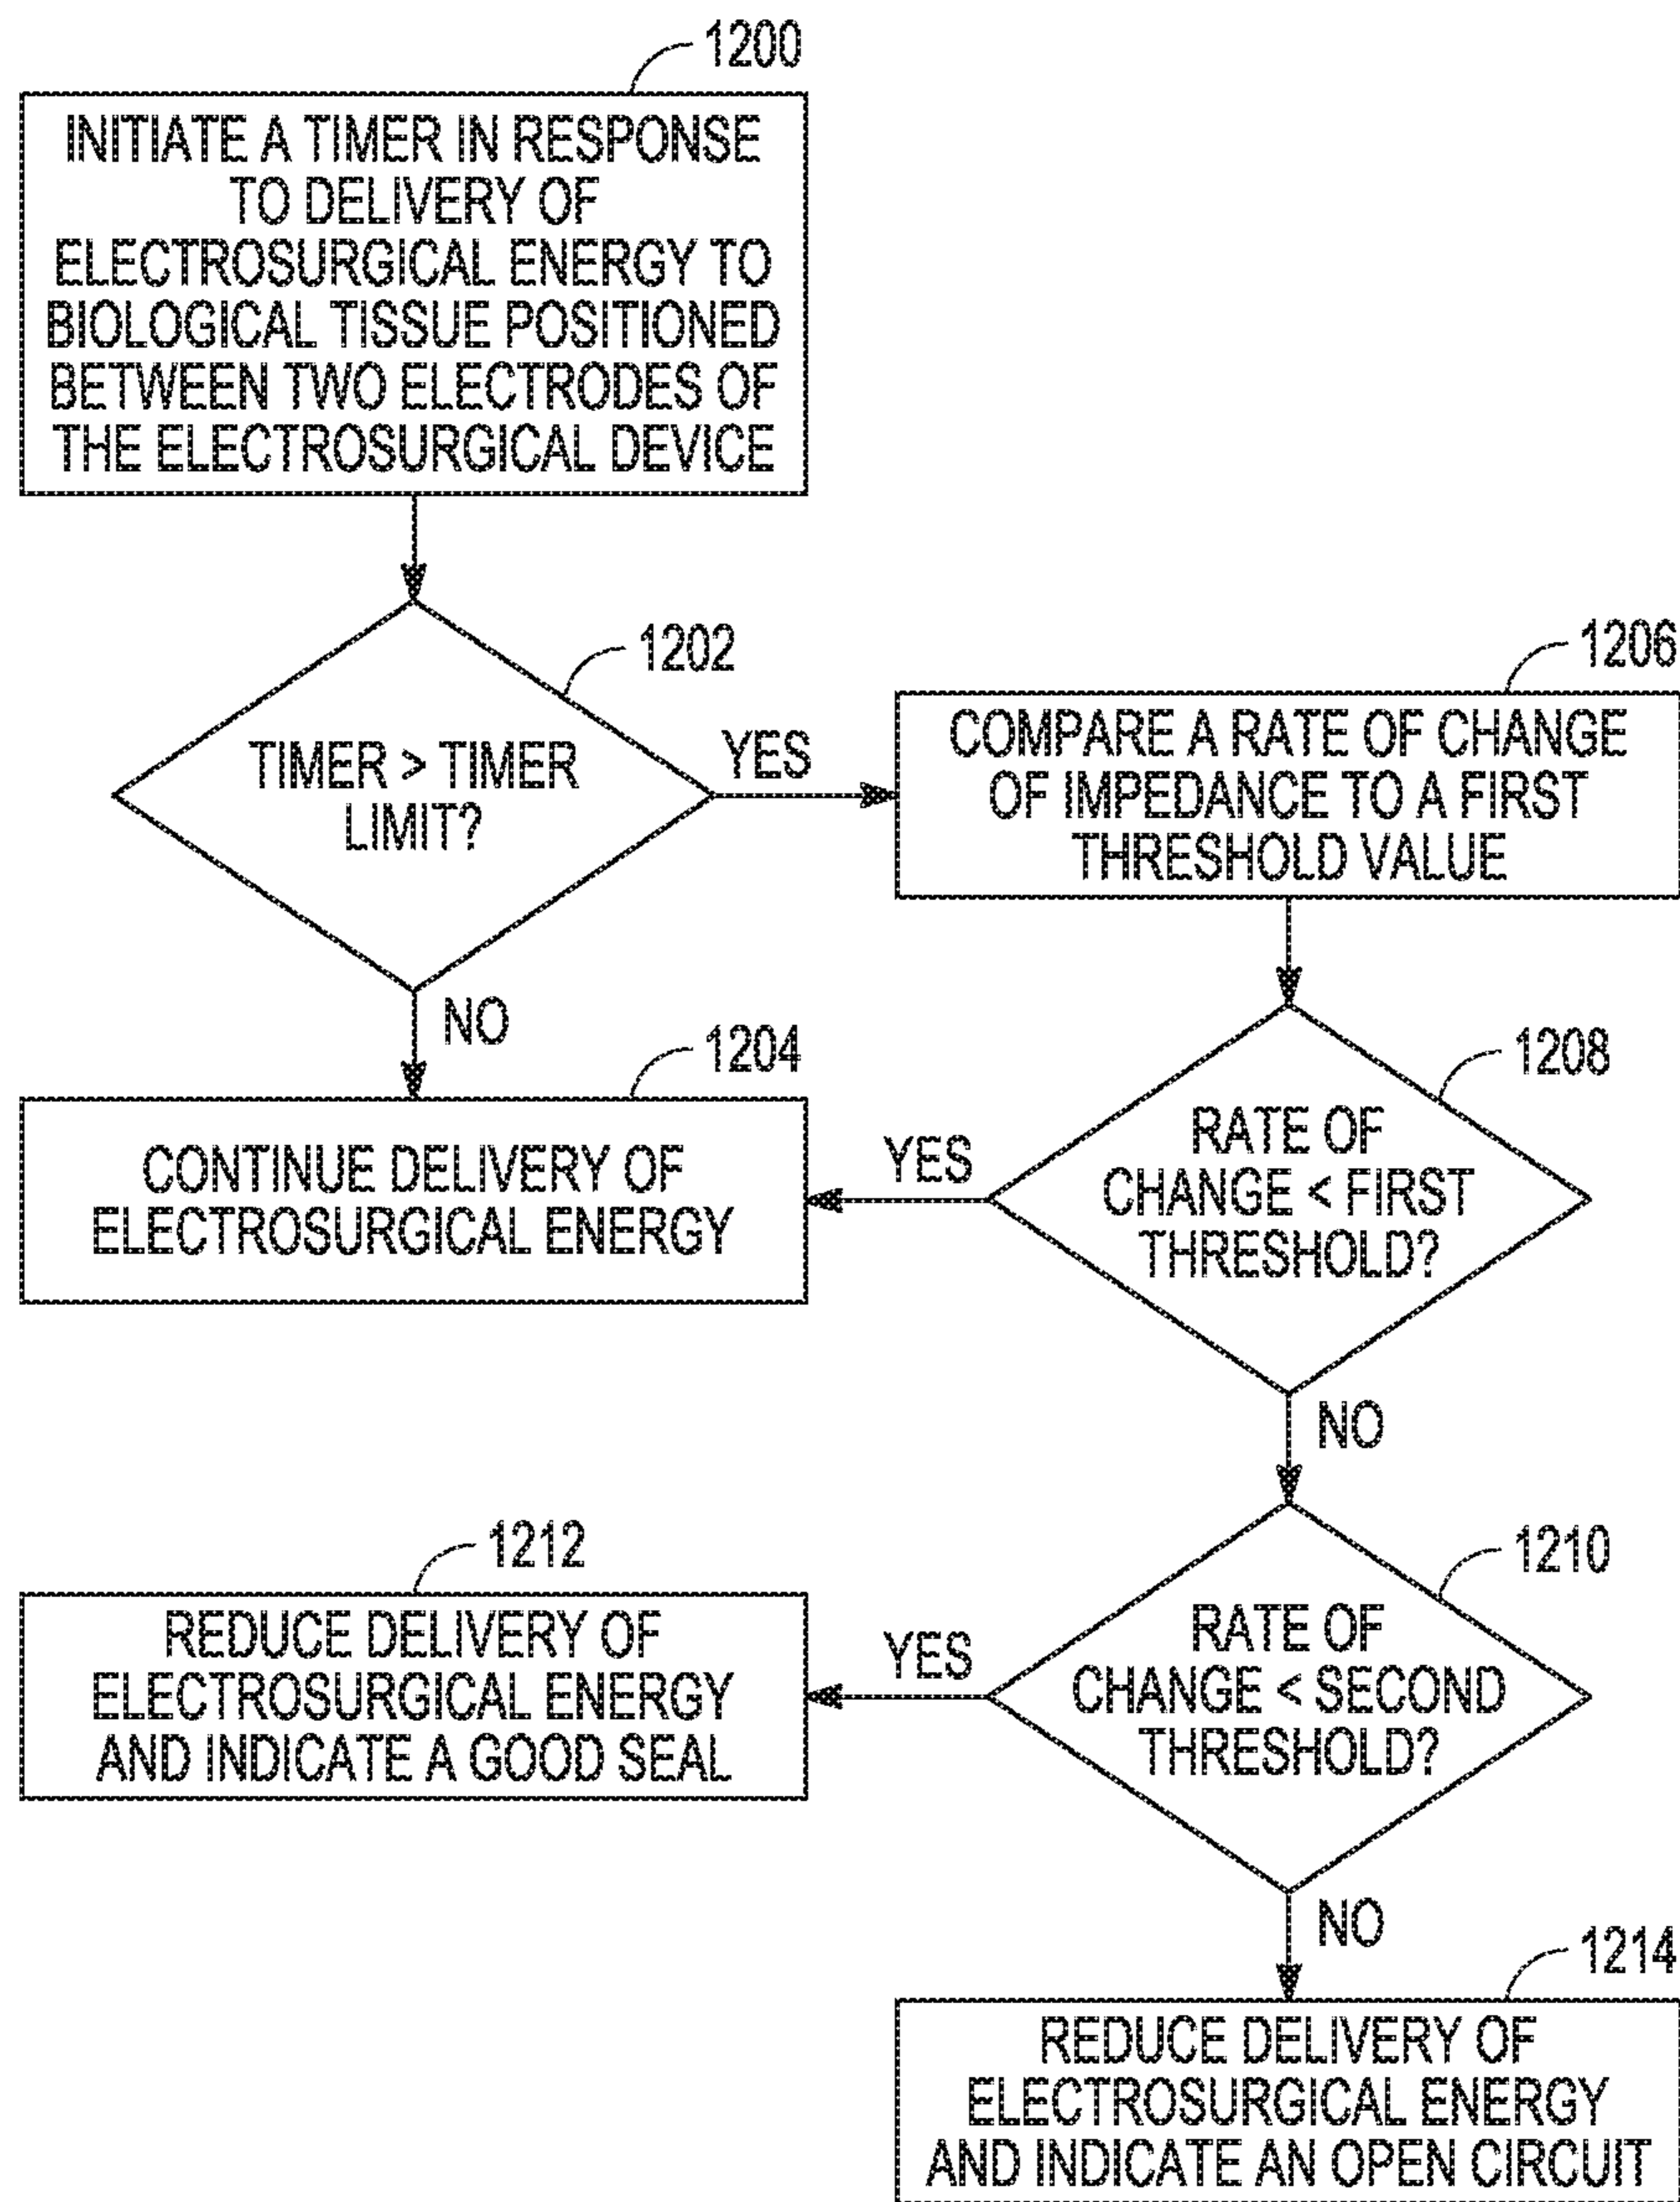 1200
INITIATE A TIMER IN RESPONSE
TO DELIVERY OF
ELECTROSURGICAL ENERGY TO
BIOLOGICAL TISSUE POSITIONED
BETWEEN TWO ELECTRODES OF
THE ELECTROSURGICAL DEVICE
1202
TIMER > TIMER
LIMIT?
YES
NO
1206
COMPARE A RATE OF CHANGE
OF IMPEDANCE TO A FIRST
THRESHOLD VALUE
1204
CONTINUE DELIVERY OF
ELECTROSURGICAL ENERGY
1208
RATE OF
CHANGE < FIRST
THRESHOLD?
YES
NO
1210
RATE OF
CHANGE < SECOND
THRESHOLD?
YES
NO
1212
REDUCE DELIVERY OF
ELECTROSURGICAL ENERGY
AND INDICATE A GOOD SEAL
1214
REDUCE DELIVERY OF
ELECTROSURGICAL ENERGY
AND INDICATE AN OPEN CIRCUIT